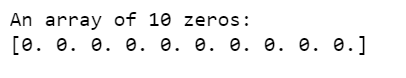 An array of 10 zeros:
[0. 0. 0. 0. 0. 0. 0. 0. 0. 0.]